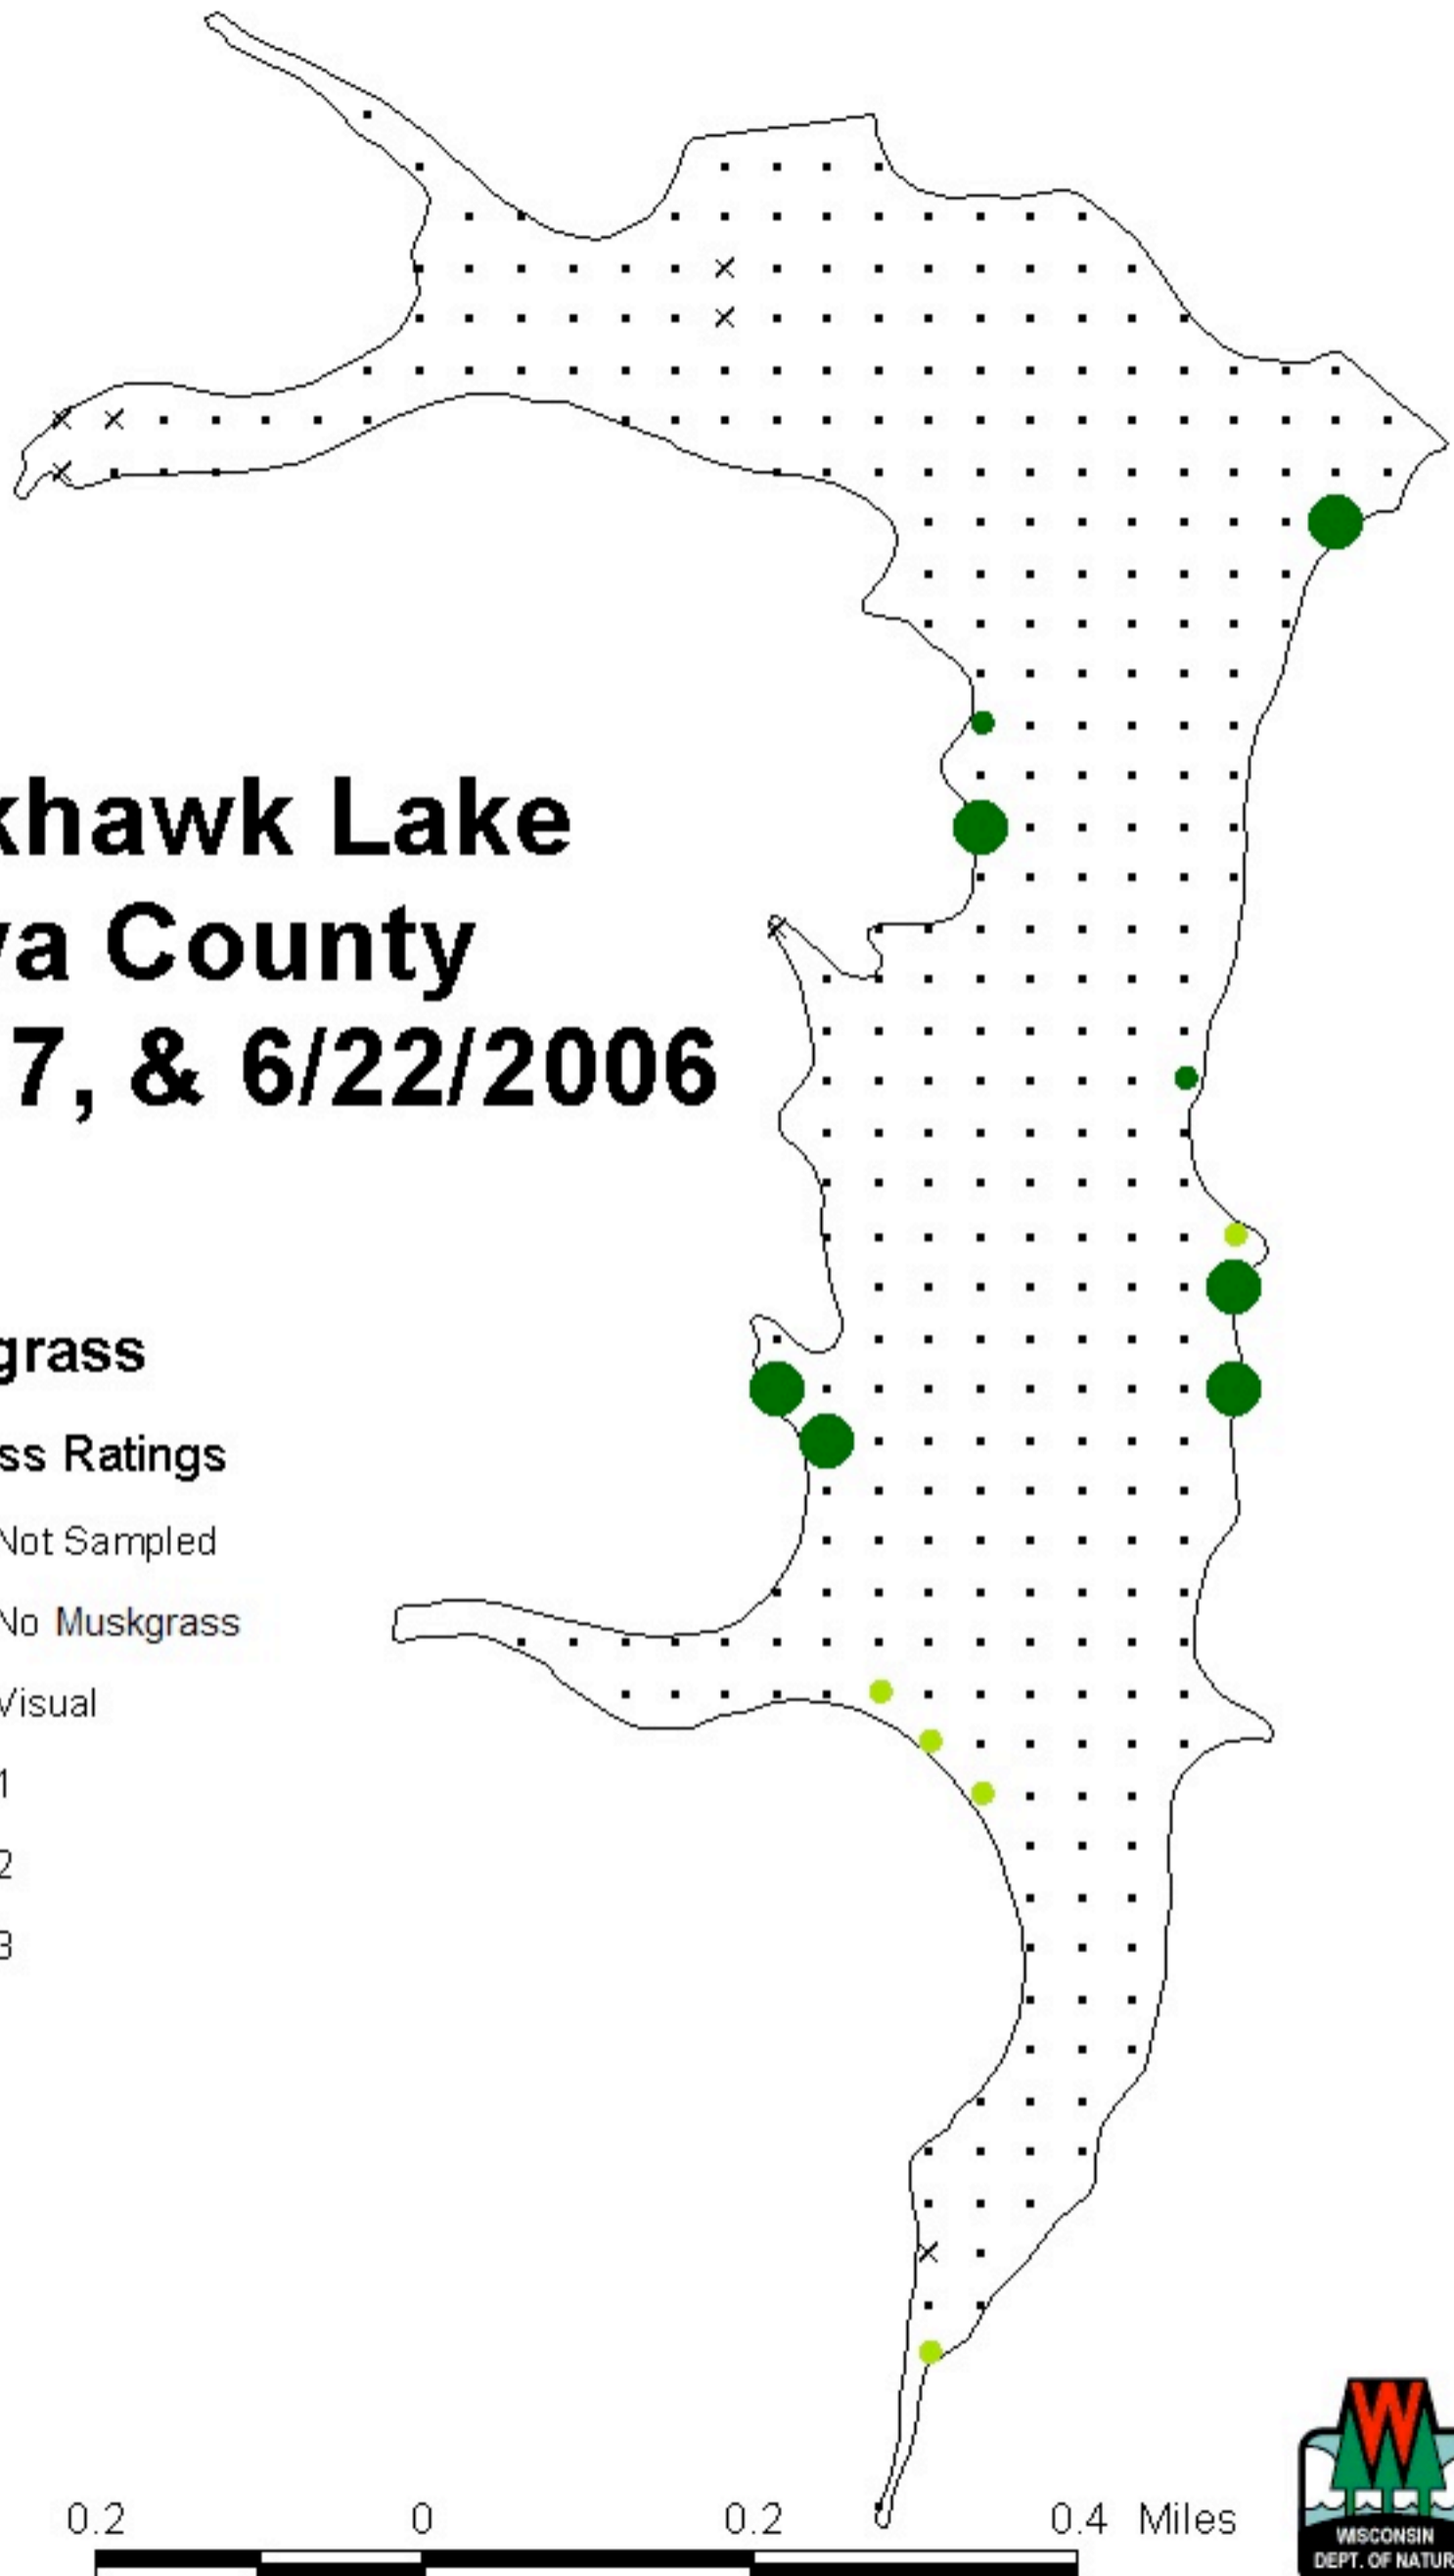 khawk Lake
va County
7, & 6/22/2006
grass
ss Ratings
Not Sampled
No Muskgrass
Visual
1
2
3
0.2 0 0.2 0.4 Miles
W
WISCONSIN
DEPT. OF NATUR